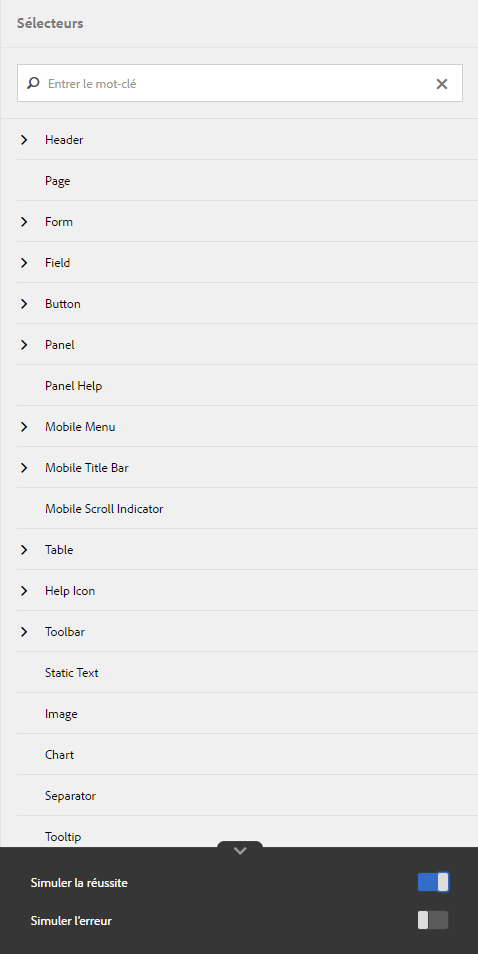 Sélecteurs
Entrer le mot-clé
Header
Page
Form
Field
Button
Panel
Panel Help
Mobile Menu
Mobile Title Bar
Mobile Scroll Indicator
Table
Help Icon
Toolbar
Static Text
Image
Chart
Separator
Tooltip
Simuler la réussite
Simuler l'erreur